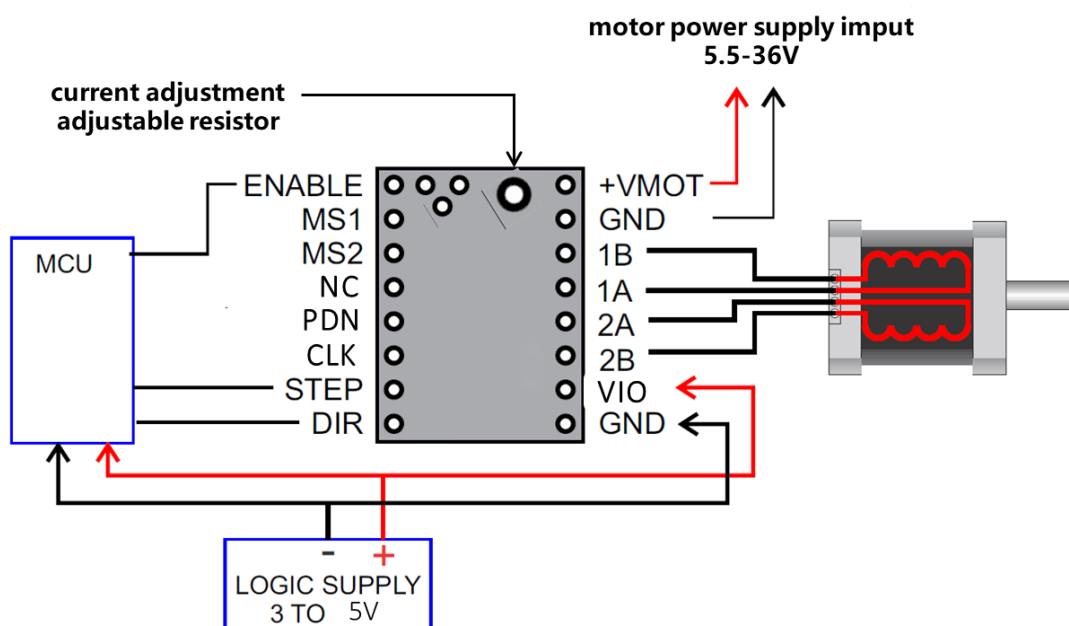 motor power supply imput
5.5-36V
current adjustment
adjustable resistor
ENABLE
MS1
MS2
NC
PDN
CLK
STEP
DIR
+VMOT
GND
1B
1A
2A
2B
VIO
GND
MCU
- +
LOGIC SUPPLY
3 TO 5V